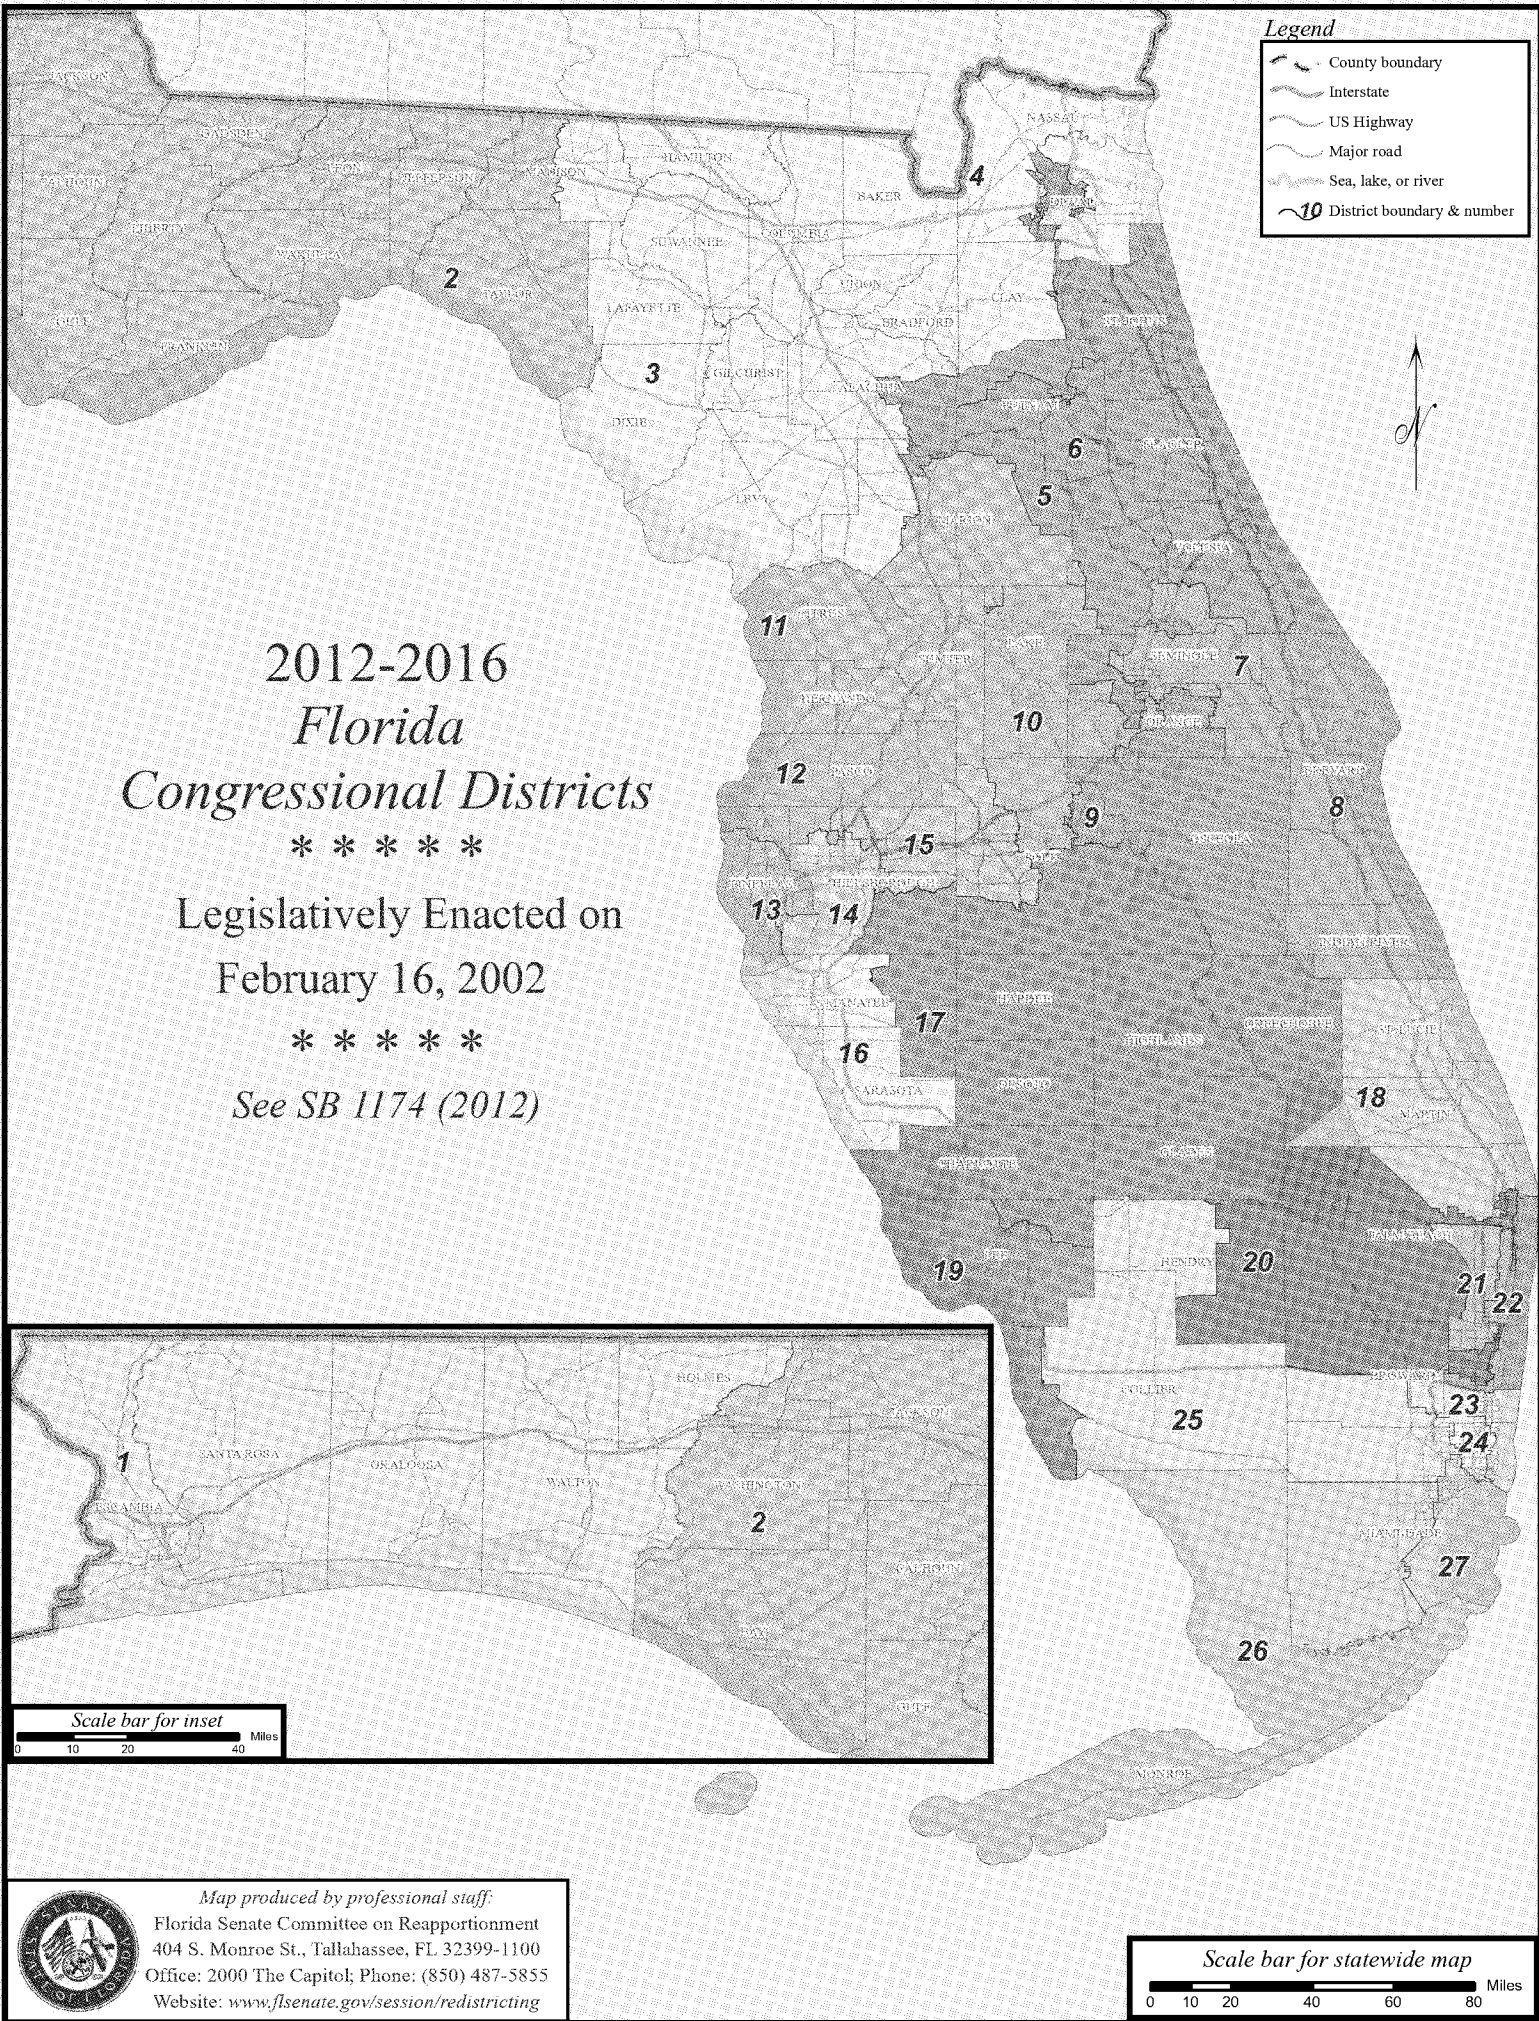 Legend
County boundary
Interstate
US Highway
Major road
Sea, lake, or river
10 District boundary & number
JACKSON
GADSDEN
LEON
JEFFERSON
MADISON
HAMILTON
NASSAU
4
BAKER
DUVAL
CALHOUN
LIBERTY
WAKULLA
2
TAYLOR
SUWANNEE
COLUMBIA
UNION
CLAY
LAFAYETTE
BRADFORD
ST. JOHNS
GULF
FRANKLIN
3
GILCHRIST
ALACHUA
PUTNAM
DIXIE
6
FLAGLER
5
LEVY
MARION
VOLUSIA
11
CITRUS
LAKE
SUMTER
SEMINOLE
7
HERNANDO
10
ORANGE
12
PASCO
BREVARD
9
8
OSCEOLA
15
POLK
PINELLAS
HILLSBOROUGH
13
14
INDIAN RIVER
MANATEE
17
HARDEE
OKEECHOBEE
ST. LUCIE
HIGHLANDS
16
DESOTO
SARASOTA
18
MARTIN
CHARLOTTE
GLADES
PALM BEACH
LEE
HENDRY
20
19
21
22
BROWARD
COLLIER
25
23
24
MIAMI-DADE
27
26
MONROE
2012-2016
Florida
Congressional Districts
* * * * *
Legislatively Enacted on
February 16, 2002
* * * * *
See SB 1174 (2012)
HOLMES
JACKSON
1
SANTA ROSA
OKALOOSA
WALTON
WASHINGTON
ESCAMBIA
2
CALHOUN
BAY
GULF
Scale bar for inset
Miles
0 10 20 40
Map produced by professional staff:
Florida Senate Committee on Reapportionment
404 S. Monroe St., Tallahassee, FL 32399-1100
Office: 2000 The Capitol; Phone: (850) 487-5855
Website: www.flsenate.gov/session/redistricting
Scale bar for statewide map
Miles
0 10 20 40 60 80
N